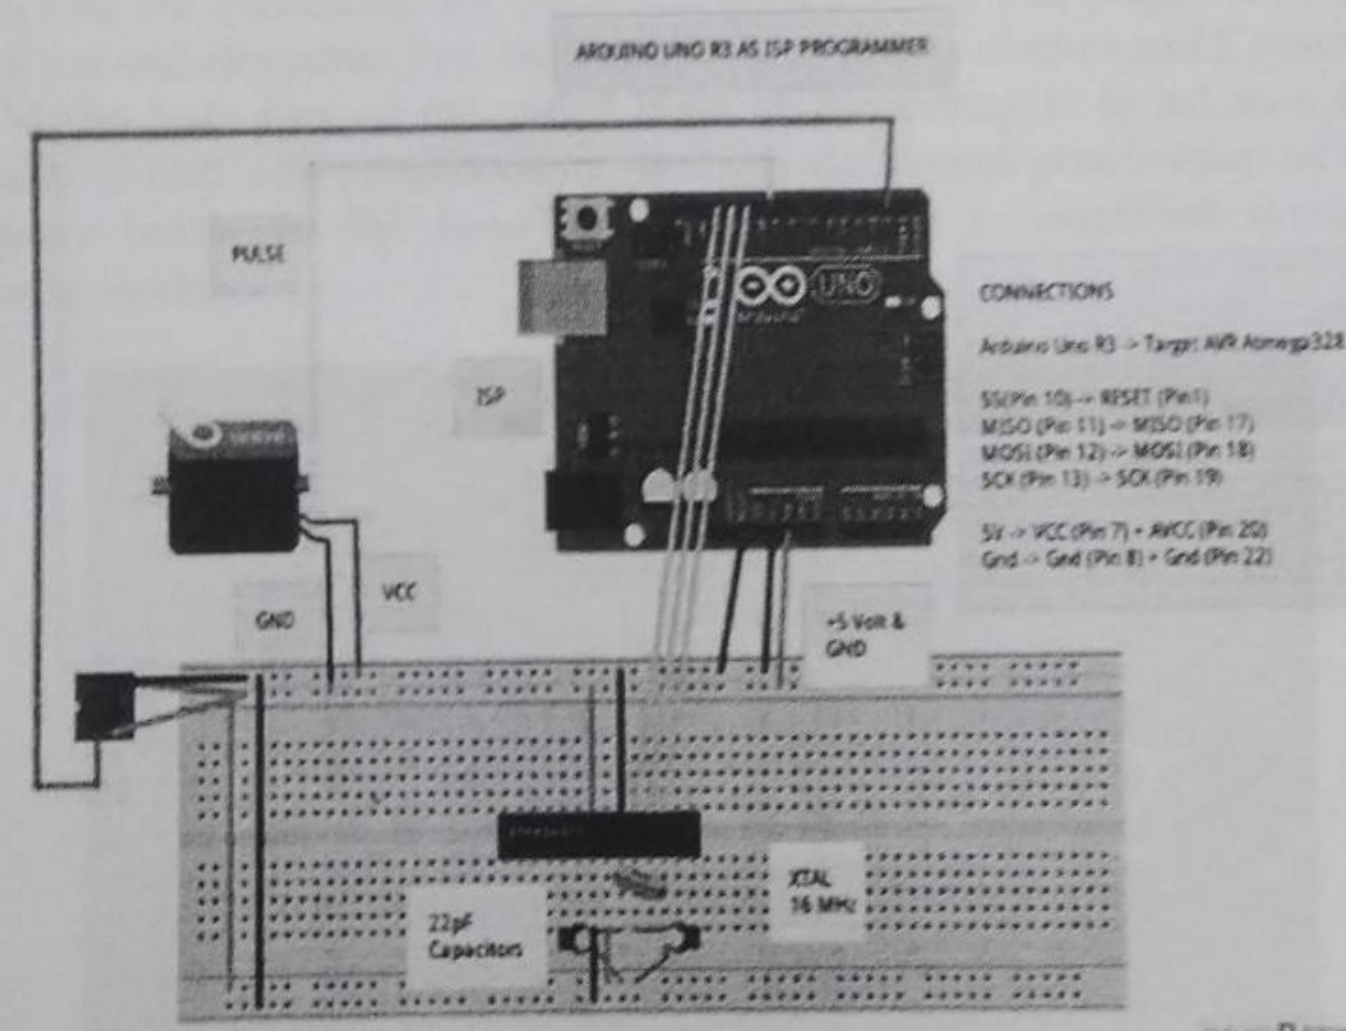 ARDUINO UNO R3 AS ISP PROGRAMMER
PULSE
UNO
CONNECTIONS
Arduino Uno R3 -> Target AVR Atmega328
ISP
SS(Pin 10) -> RESET (Pin1)
MISO (Pin 11) -> MISO (Pin 17)
MOSI (Pin 12) -> MOSI (Pin 18)
SCK (Pin 13) -> SCK (Pin 19)
5V -> VCC (Pin 7) + AVCC (Pin 20)
Gnd -> Gnd (Pin 8) + Gnd (Pin 22)
VCC
GND
+5 Volt &
GND
XTAL
16 MHz
22pF
Capacitors